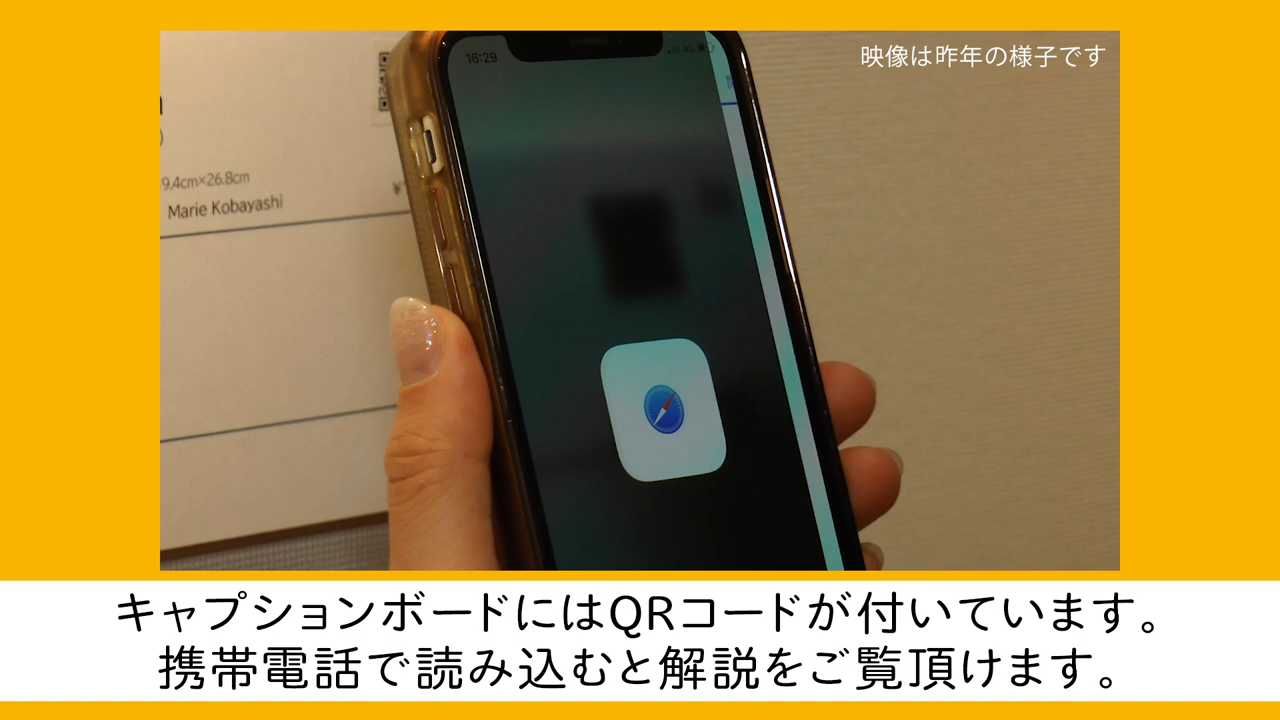 映像は昨年の様子です
16:29
9.4cm×26.8cm
Marie Kobayashi
キャプションボードにはQRコードが付いています。
携帯電話で読み込むと解説をご覧頂けます。